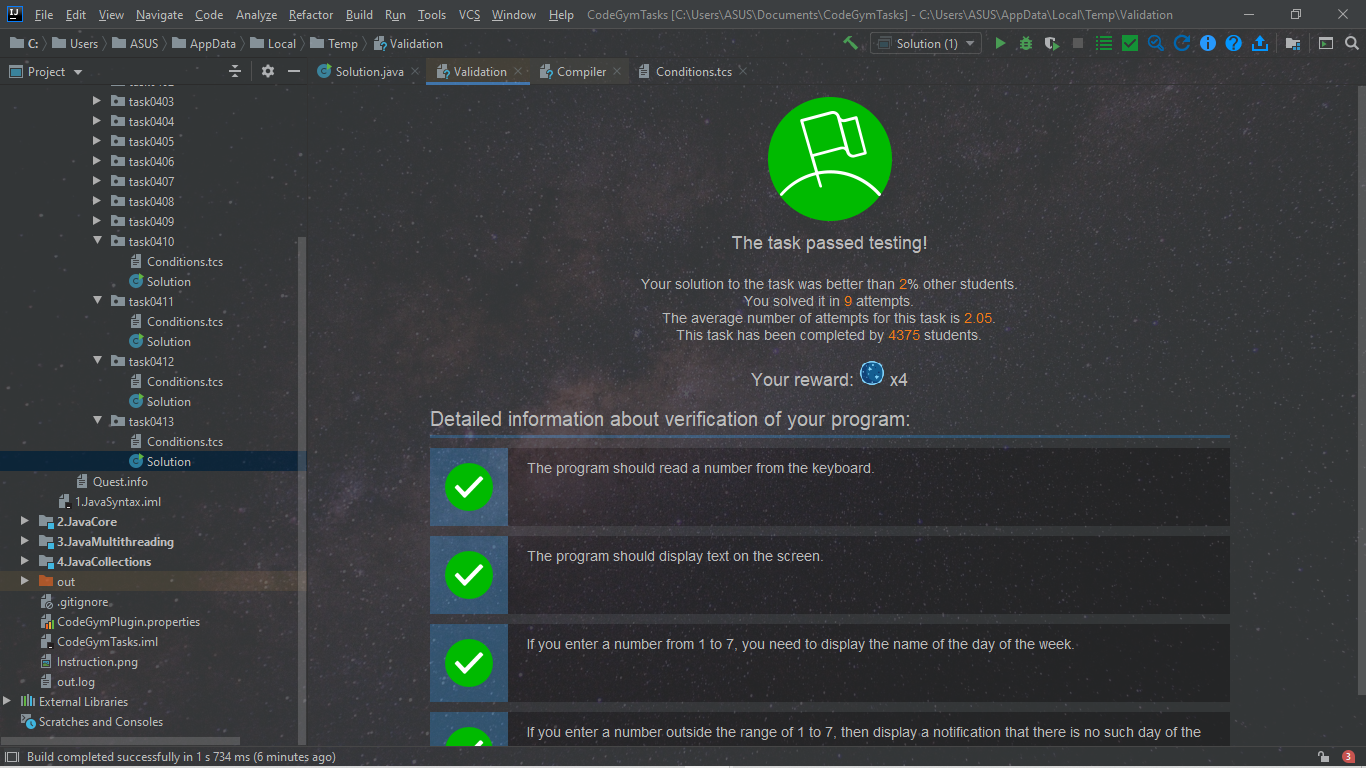 File Edit View Navigate Code Analyze Refactor Build Run Tools VCS Window Help CodeGymTasks [C:\Users\ASUS\Documents\CodeGymTasks] - C:\Users\ASUS\AppData\Local\Temp\Validation
C: Users ASUS AppData Local Temp Validation Solution (1)
Project Solution.java Validation Compiler Conditions.tcs
task0403
task0404
task0405
task0406
task0407
task0408
task0409
task0410
Conditions.tcs
Solution
task0411
Conditions.tcs
Solution
task0412
Conditions.tcs
Solution
task0413
Conditions.tcs
Solution
Quest.info
1.JavaSyntax.iml
2.JavaCore
3.JavaMultithreading
4.JavaCollections
out
.gitignore
CodeGymPlugin.properties
CodeGymTasks.iml
Instruction.png
out.log
External Libraries
Scratches and Consoles
The task passed testing!
Your solution to the task was better than 2% other students.
You solved it in 9 attempts.
The average number of attempts for this task is 2.05.
This task has been completed by 4375 students.
Your reward: x4
Detailed information about verification of your program:
The program should read a number from the keyboard.
The program should display text on the screen.
If you enter a number from 1 to 7, you need to display the name of the day of the week.
If you enter a number outside the range of 1 to 7, then display a notification that there is no such day of the
Build completed successfully in 1 s 734 ms (6 minutes ago) 3